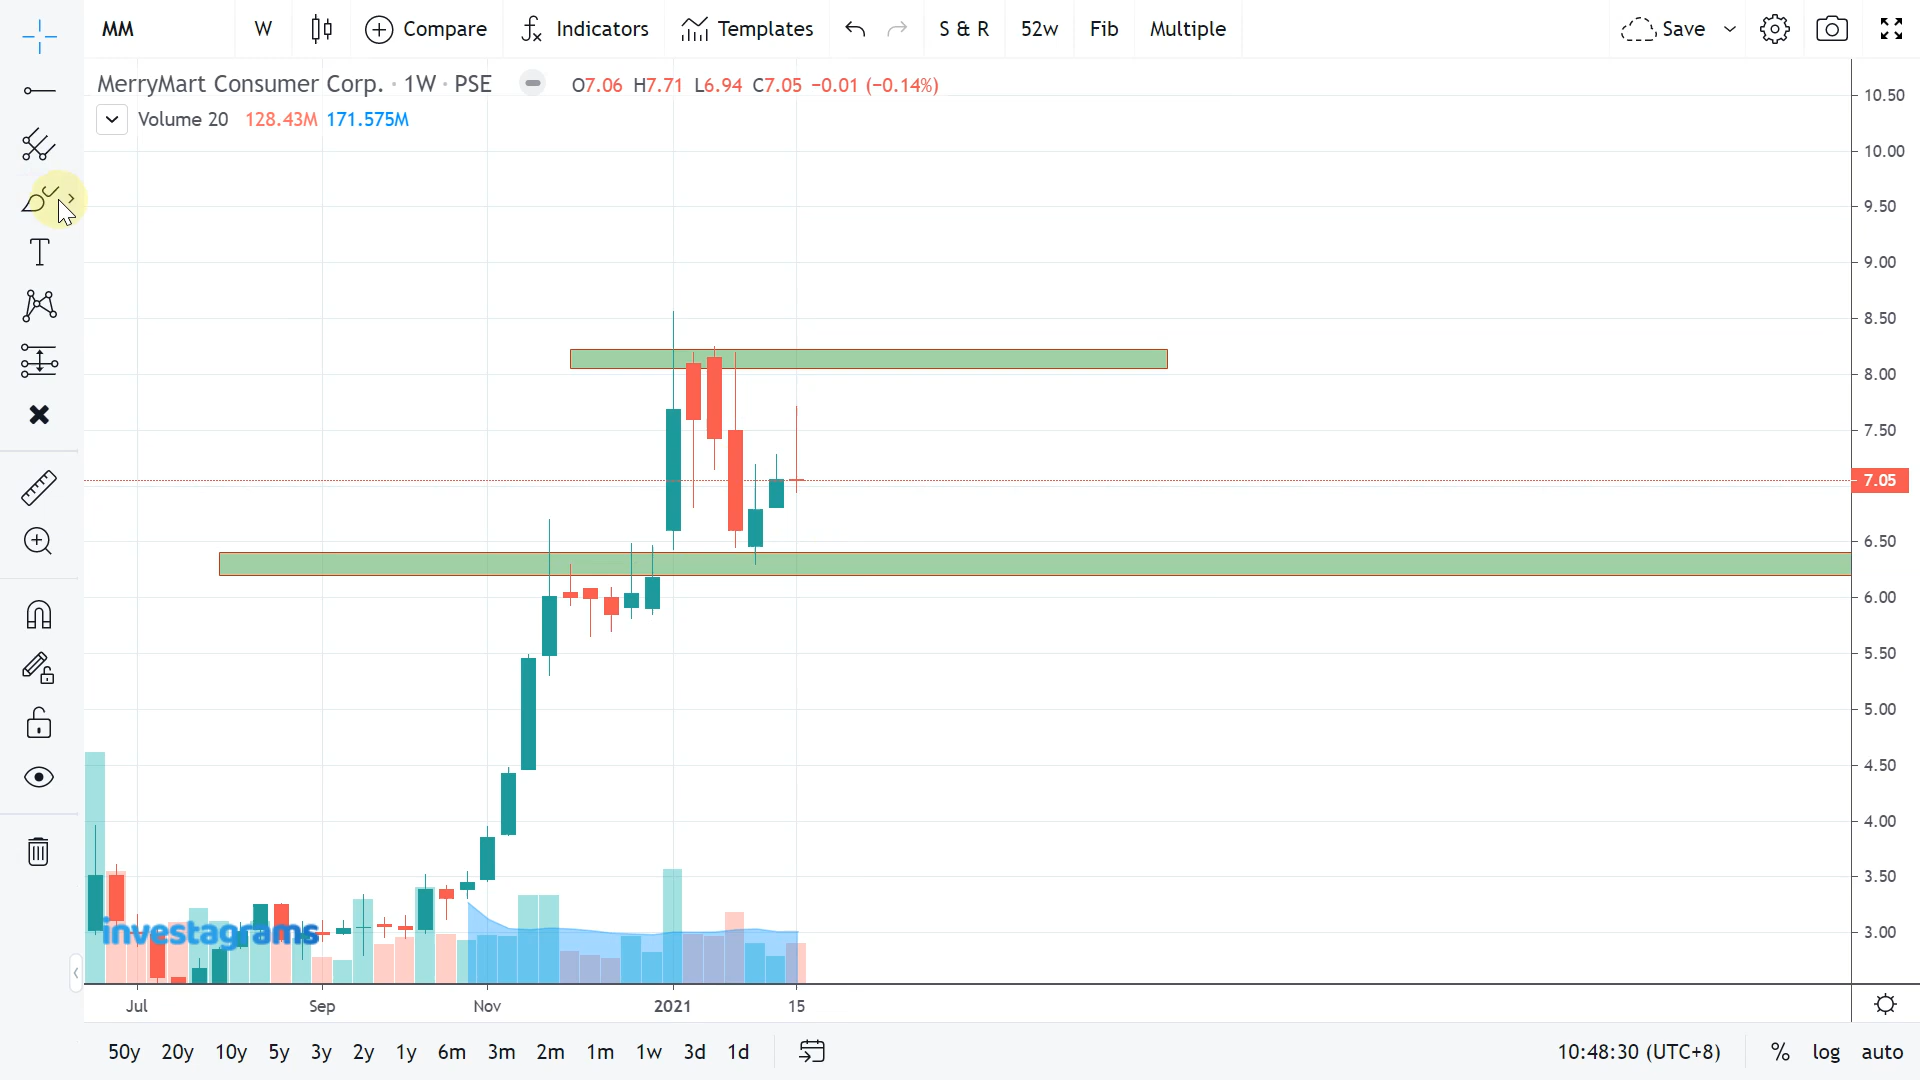 MM W Compare Indicators Templates S & R 52w Fib Multiple Save
MerryMart Consumer Corp. · 1W · PSE O7.06 H7.71 L6.94 C7.05 −0.01 (−0.14%)
Volume 20 128.43M 171.575M
10.50
10.00
9.50
9.00
8.50
8.00
7.50
7.05
6.50
6.00
5.50
5.00
4.50
4.00
3.50
3.00
investagrams
Jul Sep Nov 2021 15
50y 20y 10y 5y 3y 2y 1y 6m 3m 2m 1m 1w 3d 1d 10:48:30 (UTC+8) % log auto